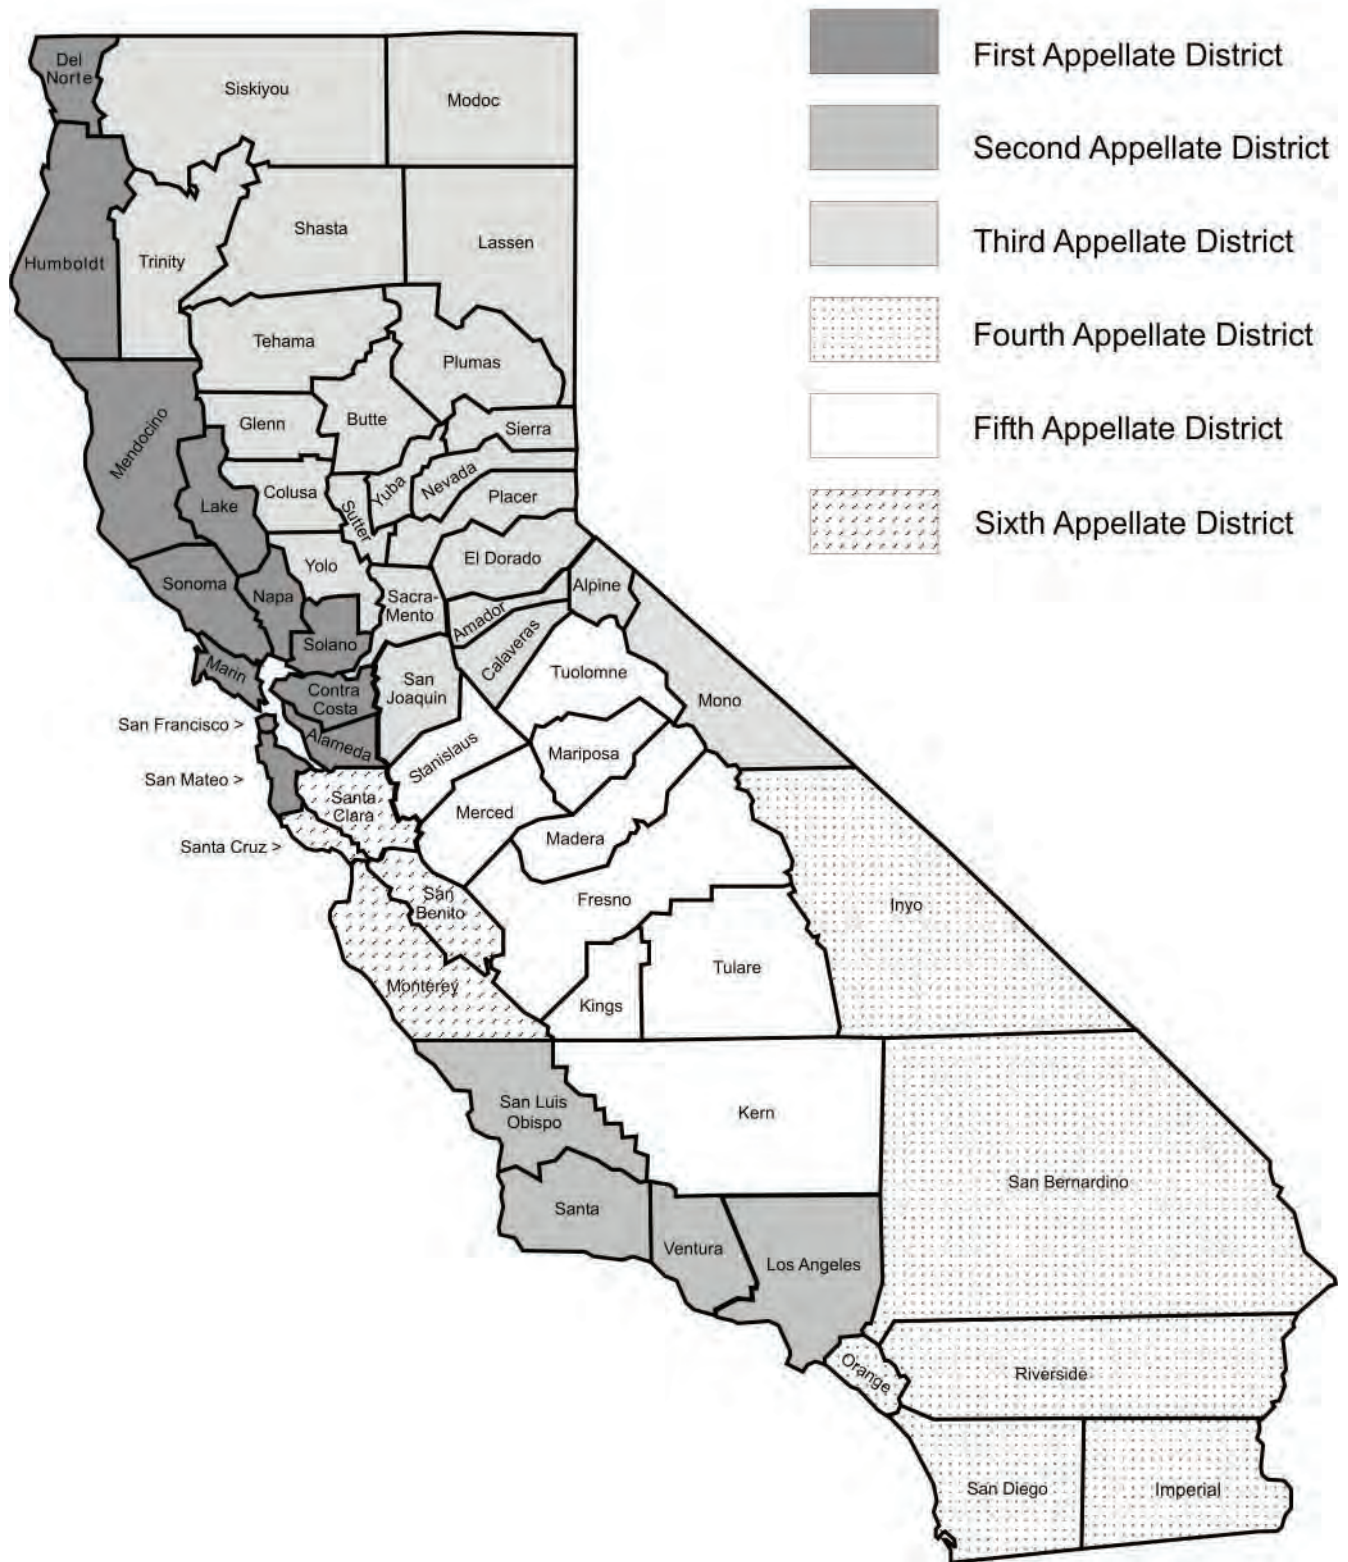 First Appellate District
Second Appellate District
Third Appellate District
Fourth Appellate District
Fifth Appellate District
Sixth Appellate District
Del
Norte
Siskiyou
Modoc
Humboldt
Trinity
Shasta
Lassen
Tehama
Plumas
Mendocino
Glenn
Butte
Sierra
Lake
Colusa
Sutter
Yuba
Nevada
Placer
Sonoma
Napa
Yolo
El Dorado
Sacra-
Mento
Alpine
Amador
Solano
Calaveras
Marin
Contra
Costa
San
Joaquin
Tuolomne
Mono
San Francisco >
Alameda
Stanislaus
Mariposa
San Mateo >
Santa
Clara
Merced
Madera
Santa Cruz >
San
Benito
Fresno
Inyo
Monterey
Kings
Tulare
San Luis
Obispo
Kern
San Bernardino
Santa
Ventura
Los Angeles
Orange
Riverside
San Diego
Imperial